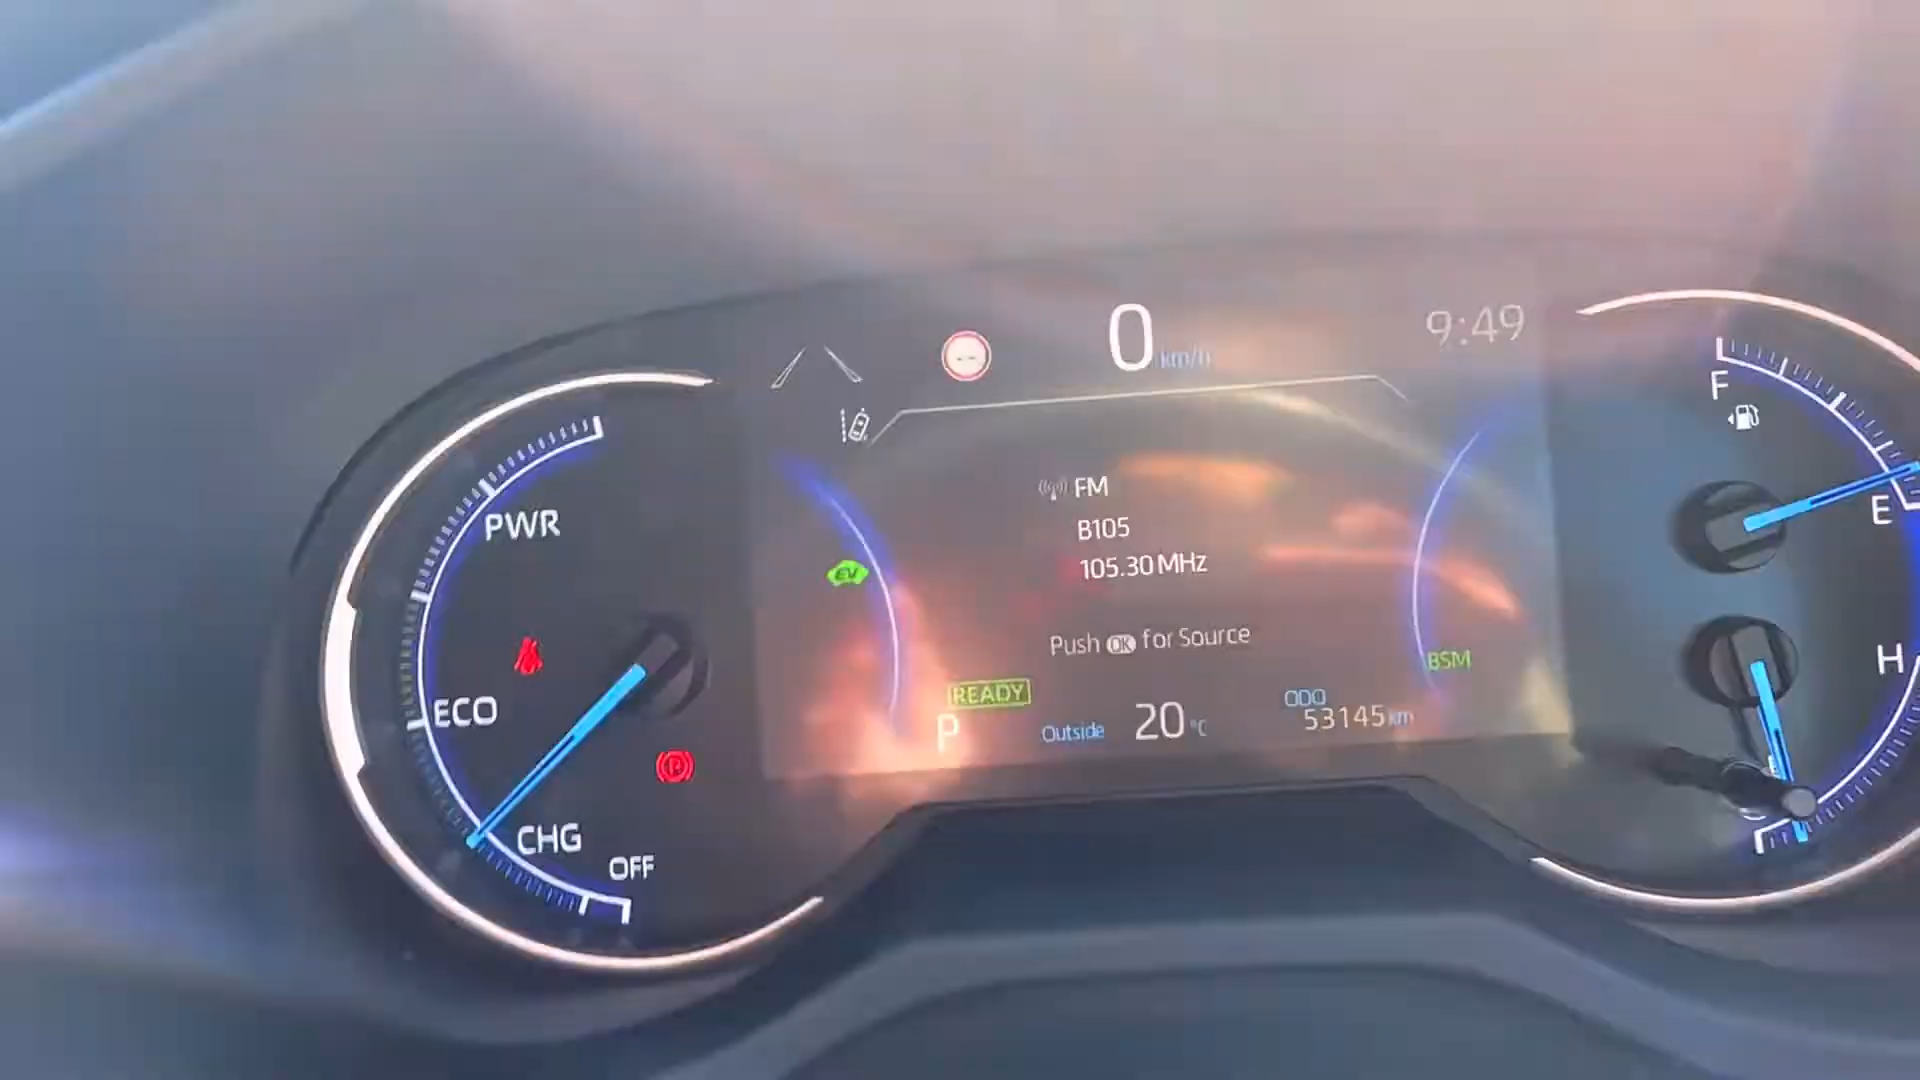 0 km/h
9:49
F
PWR
FM
E
B105
EV
105.30 MHz
Push OK for Source
BSM
H
READY
ECO
ODO
P
Outside 20 °C
53145 km
P
CHG
OFF